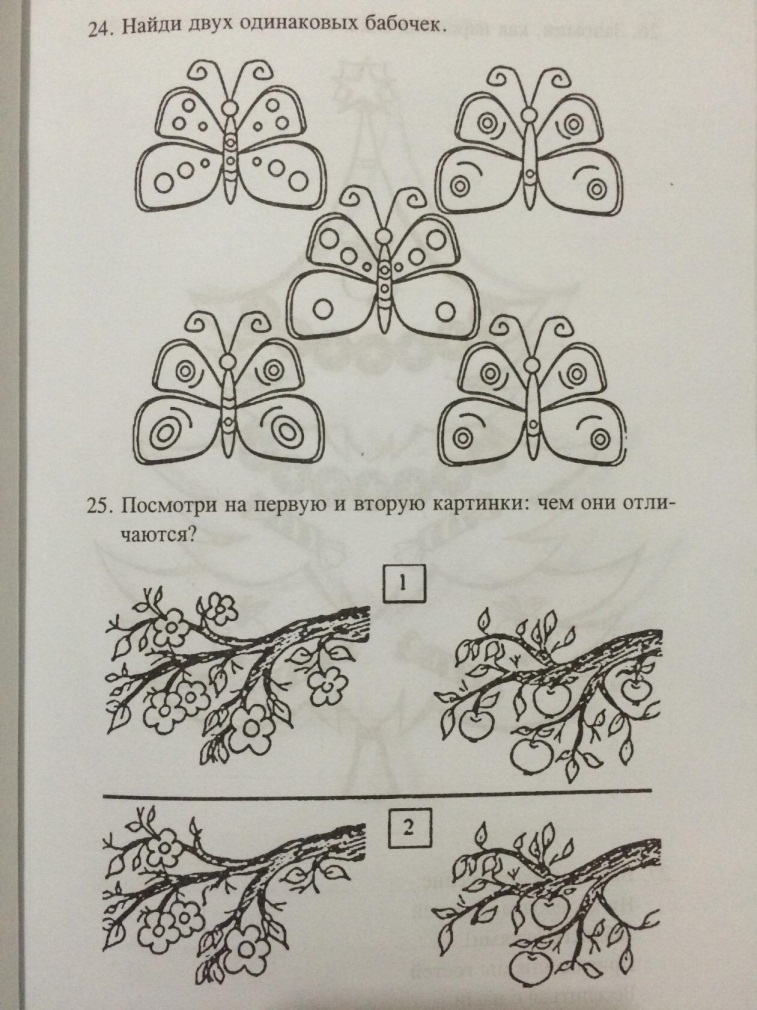 24. Найди двух одинаковых бабочек.
25. Посмотри на первую и вторую картинки: чем они отли-
чаются?
1
2